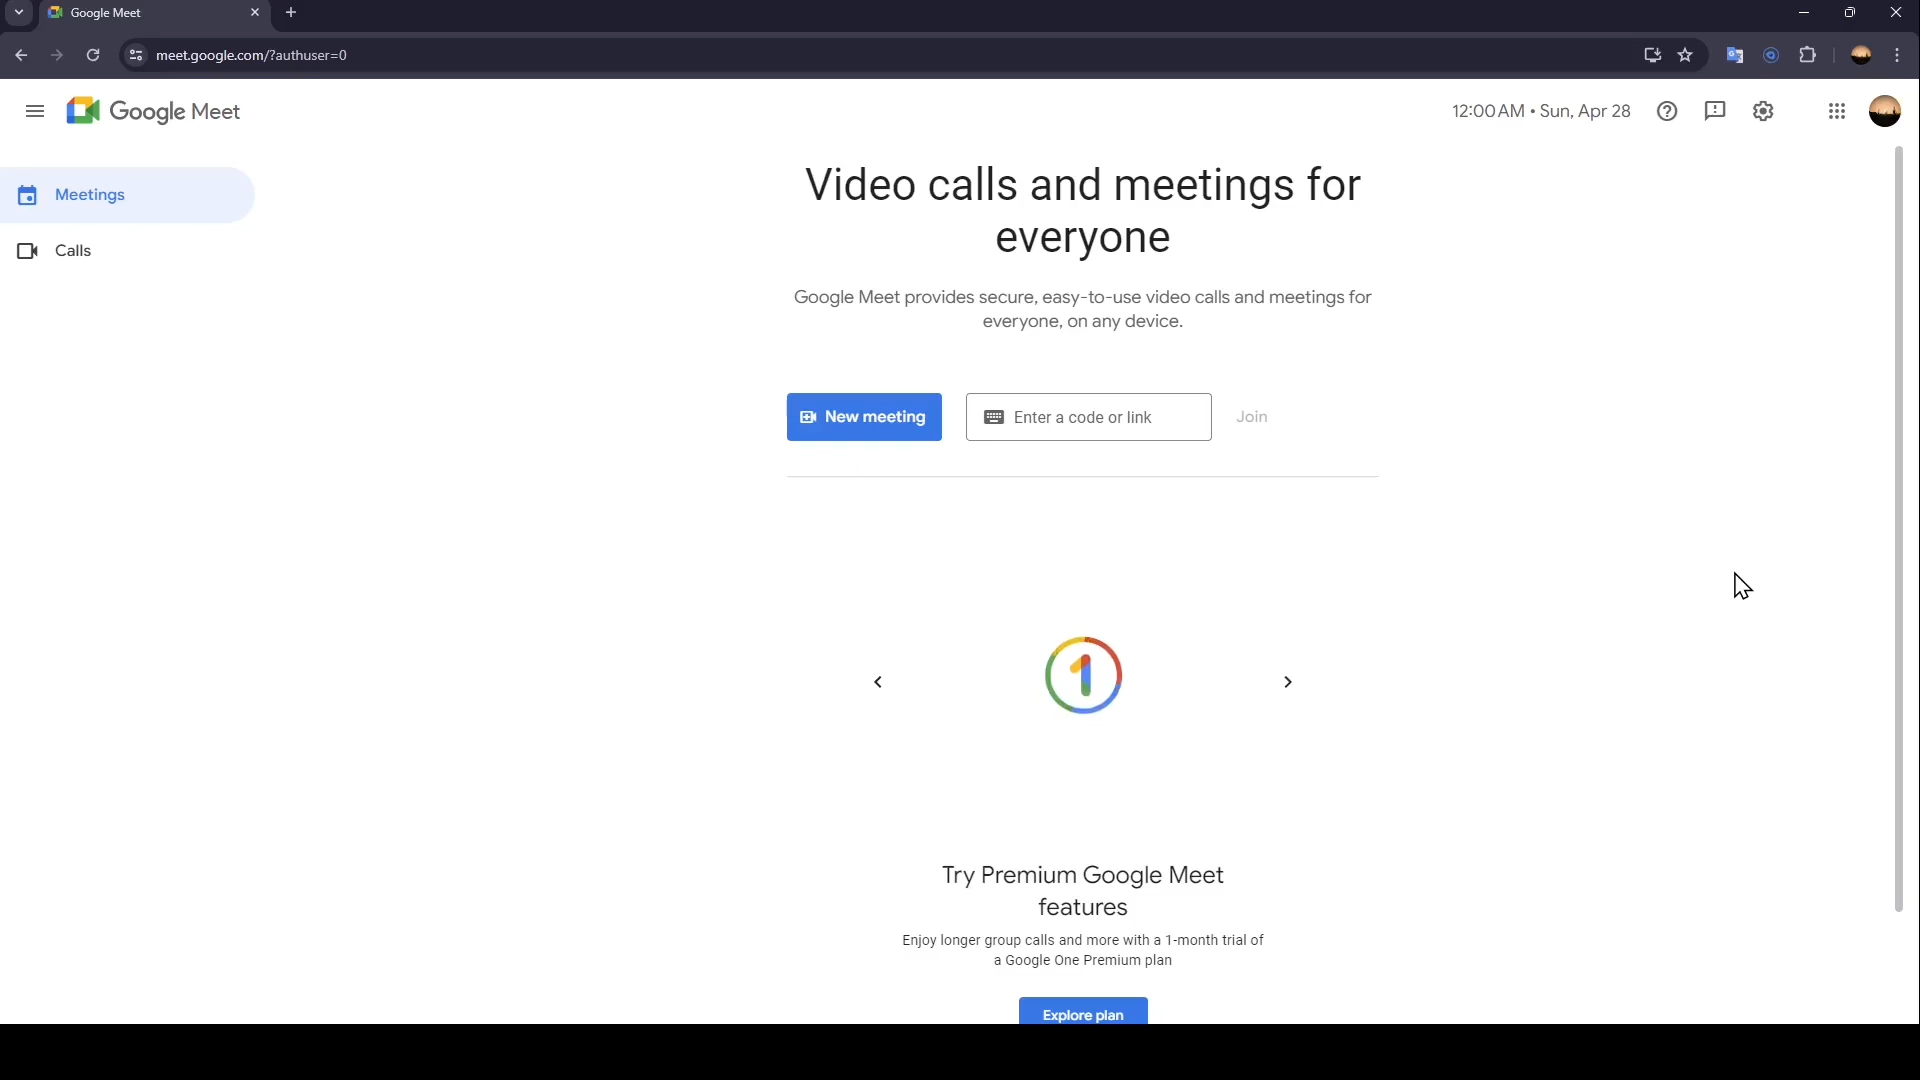 Google Meet
meet.google.com/?authuser=0
Google Meet
12:00 AM • Sun, Apr 28
Meetings
Calls
Video calls and meetings for
everyone
Google Meet provides secure, easy-to-use video calls and meetings for
everyone, on any device.
New meeting
Enter a code or link
Join
1
Try Premium Google Meet
features
Enjoy longer group calls and more with a 1-month trial of
a Google One Premium plan
Explore plan